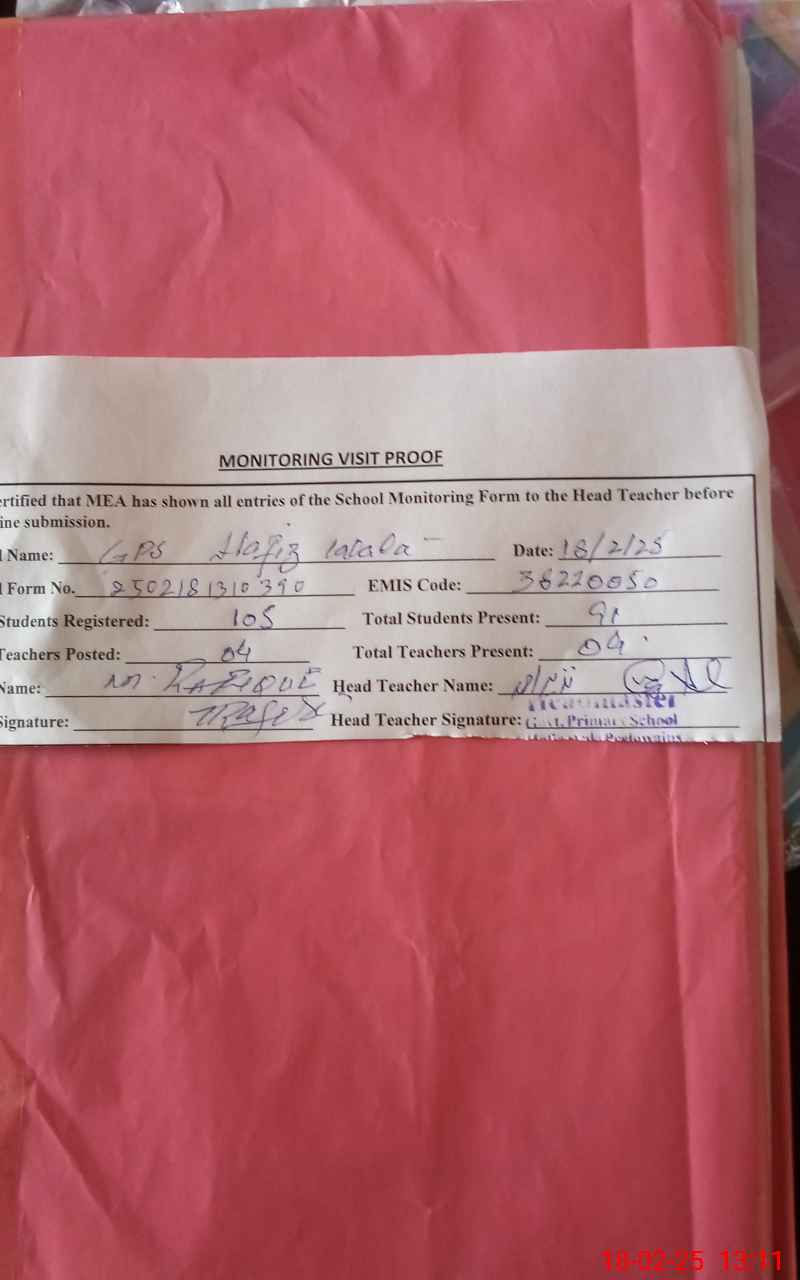 MONITORING VISIT PROOF
ertified that MEA has shown all entries of the School Monitoring Form to the Head Teacher before
ine submission.
l Name: GPS Hafiz Date: 18/2/25
l Form No. 2502181310390 EMIS Code: 36220050
Students Registered: 105 Total Students Present: 91
Teachers Posted: 04 Total Teachers Present: 04
Name: M. RAFIQUE Head Teacher Name:
Signature: Head Teacher Signature:
Headmaster
Govt. Primary School
18-02-25 13:11